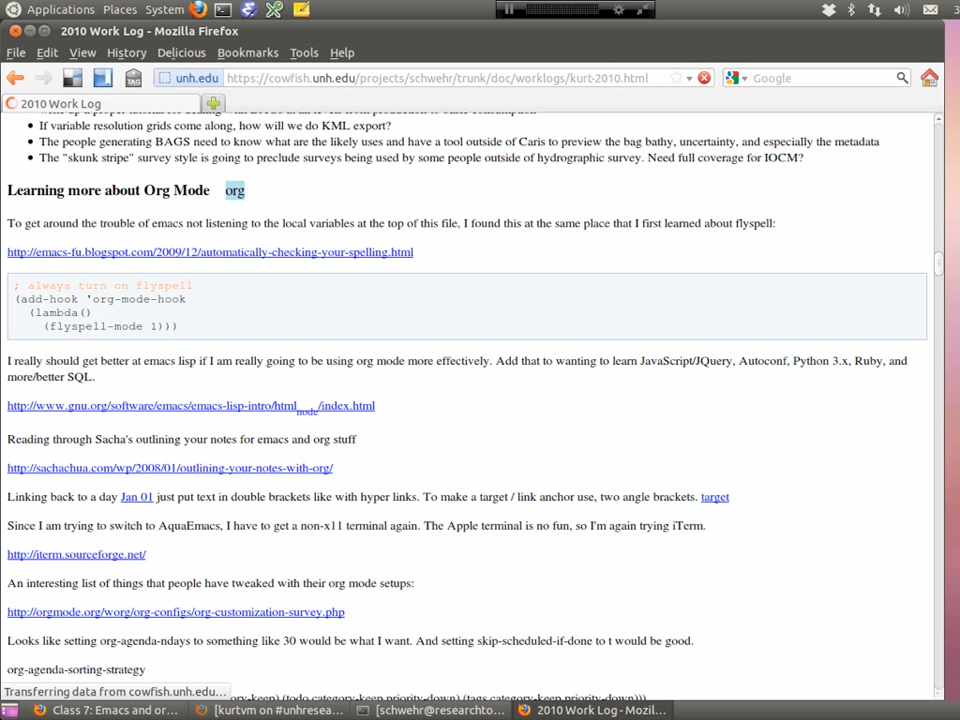 Applications Places System
2010 Work Log - Mozilla Firefox
File Edit View History Delicious Bookmarks Tools Help
unh.edu https://cowfish.unh.edu/projects/schwehr/trunk/doc/worklogs/kurt-2010.html
Google
2010 Work Log
If variable resolution grids come along, how will we do KML export?
The people generating BAGS need to know what are the likely uses and have a tool outside of Caris to preview the bag bathy, uncertainty, and especially the metadata
The "skunk stripe" survey style is going to preclude surveys being used by some people outside of hydrographic survey. Need full coverage for IOCM?
Learning more about Org Mode org
To get around the trouble of emacs not listening to the local variables at the top of this file, I found this at the same place that I first learned about flyspell:
http://emacs-fu.blogspot.com/2009/12/automatically-checking-your-spelling.html
; always turn on flyspell
(add-hook 'org-mode-hook
(lambda()
(flyspell-mode 1)))
I really should get better at emacs lisp if I am really going to be using org mode more effectively. Add that to wanting to learn JavaScript/JQuery, Autoconf, Python 3.x, Ruby, and
more/better SQL.
http://www.gnu.org/software/emacs/emacs-lisp-intro/html node/index.html
Reading through Sacha's outlining your notes for emacs and org stuff
http://sachachua.com/wp/2008/01/outlining-your-notes-with-org/
Linking back to a day Jan 01 just put text in double brackets like with hyper links. To make a target / link anchor use, two angle brackets. target
Since I am trying to switch to AquaEmacs, I have to get a non-x11 terminal again. The Apple terminal is no fun, so I'm again trying iTerm.
http://iterm.sourceforge.net/
An interesting list of things that people have tweaked with their org mode setups:
http://orgmode.org/worg/org-configs/org-customization-survey.php
Looks like setting org-agenda-ndays to something like 30 would be what I want. And setting skip-scheduled-if-done to t would be good.
org-agenda-sorting-strategy
Transferring data from cowfish.unh.edu... ory-keep) (todo category-keep priority-down) (tags category-keep priority-down)))
Class 7: Emacs and or... [kurtvm on #unhresea... [schwehr@researchto... 2010 Work Log - Mozil...